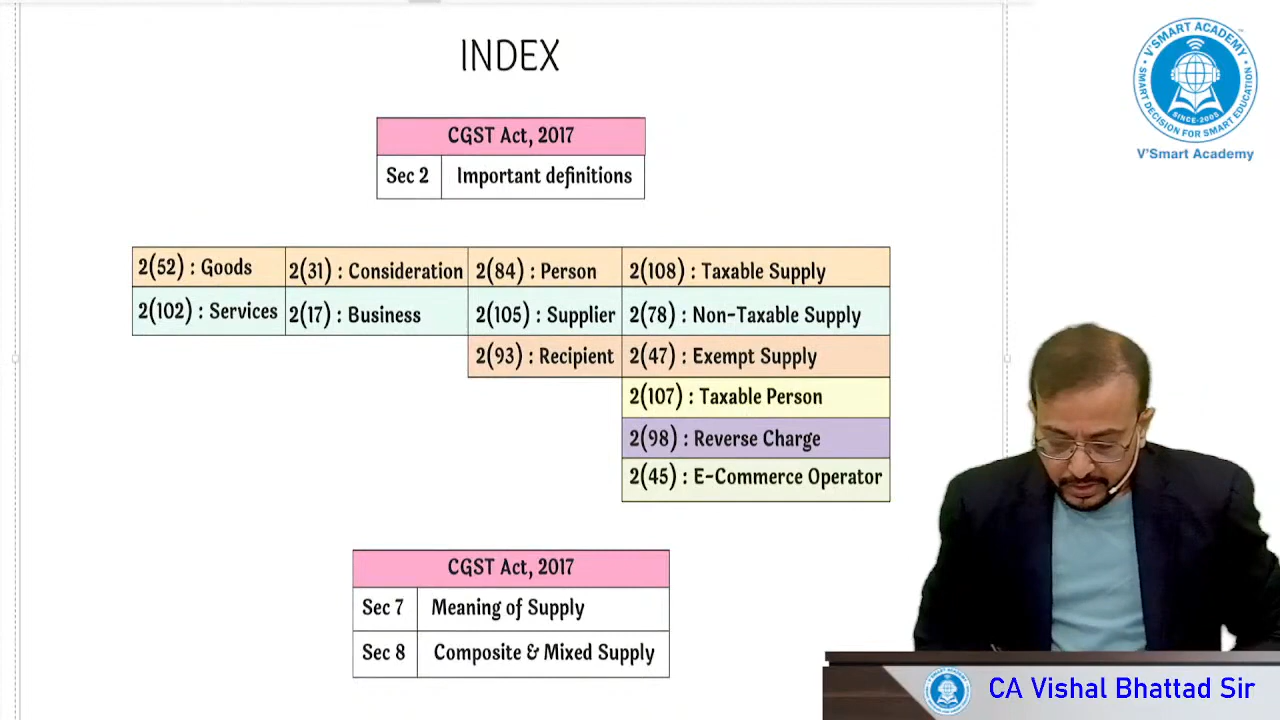 INDEX
CGST Act, 2017
Sec 2 Important definitions
2(52) : Goods 2(31) : Consideration 2(84) : Person 2(108) : Taxable Supply
2(102) : Services 2(17) : Business 2(105) : Supplier 2(78) : Non-Taxable Supply
2(93) : Recipient 2(47) : Exempt Supply
2(107) : Taxable Person
2(98) : Reverse Charge
2(45) : E-Commerce Operator
CGST Act, 2017
Sec 7 Meaning of Supply
Sec 8 Composite & Mixed Supply
V'SMART ACADEMY
SMART DECISION FOR SMART EDUCATION
SINCE-2005
V'Smart Academy
CA Vishal Bhattad Sir